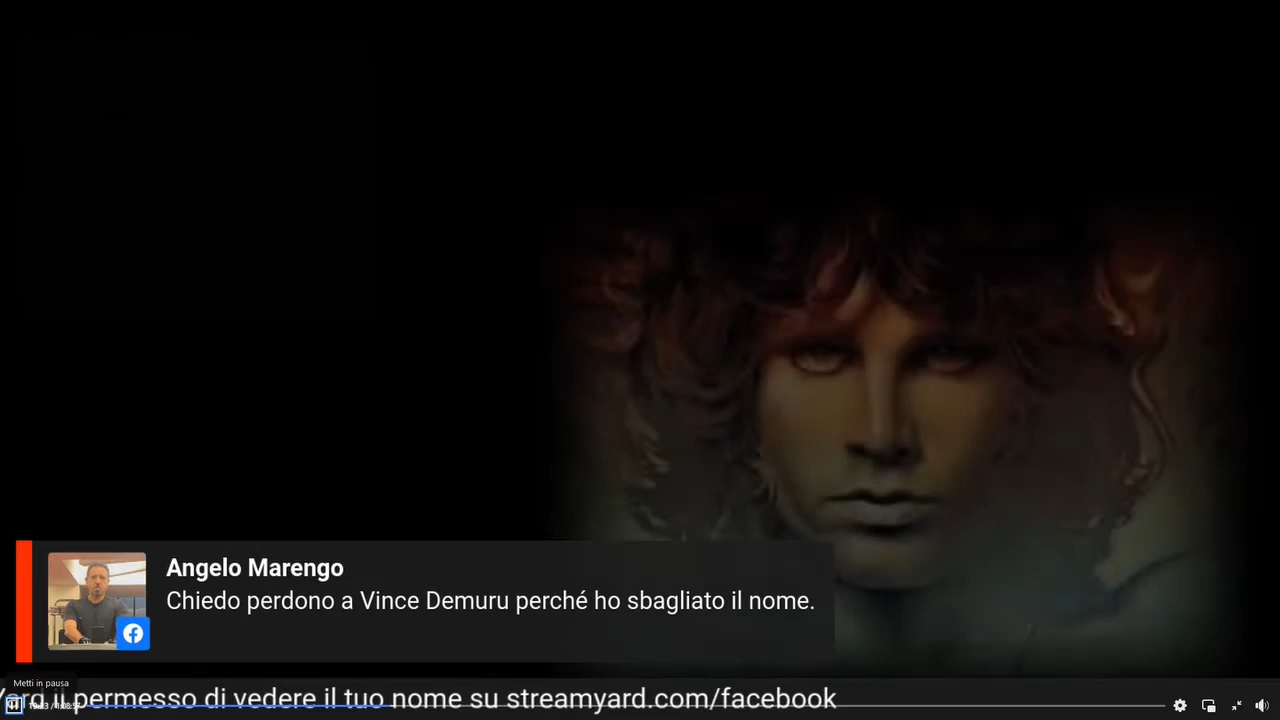 Angelo Marengo
Chiedo perdono a Vince Demuru perché ho sbagliato il nome.
Metti in pausa
il permesso di vedere il tuo nome su streamyard.com/facebook